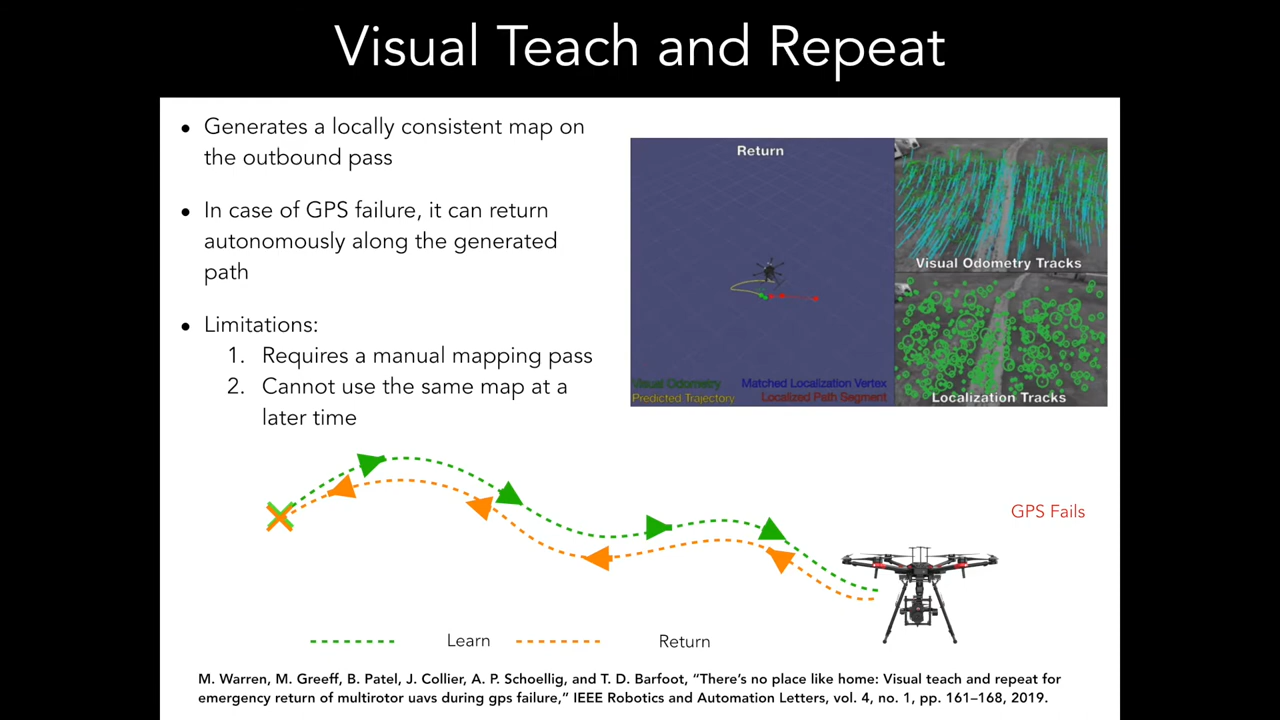 Visual Teach and Repeat
• Generates a locally consistent map on
the outbound pass
• In case of GPS failure, it can return
autonomously along the generated
path
• Limitations:
1. Requires a manual mapping pass
2. Cannot use the same map at a
later time
Return
Visual Odometry Tracks
Visual Odometry
Matched Localization Vertex
Predicted Trajectory
Localized Path Segment
Localization Tracks
GPS Fails
Learn
Return
M. Warren, M. Greeff, B. Patel, J. Collier, A. P. Schoellig, and T. D. Barfoot, “There’s no place like home: Visual teach and repeat for
emergency return of multirotor uavs during gps failure,” IEEE Robotics and Automation Letters, vol. 4, no. 1, pp. 161–168, 2019.